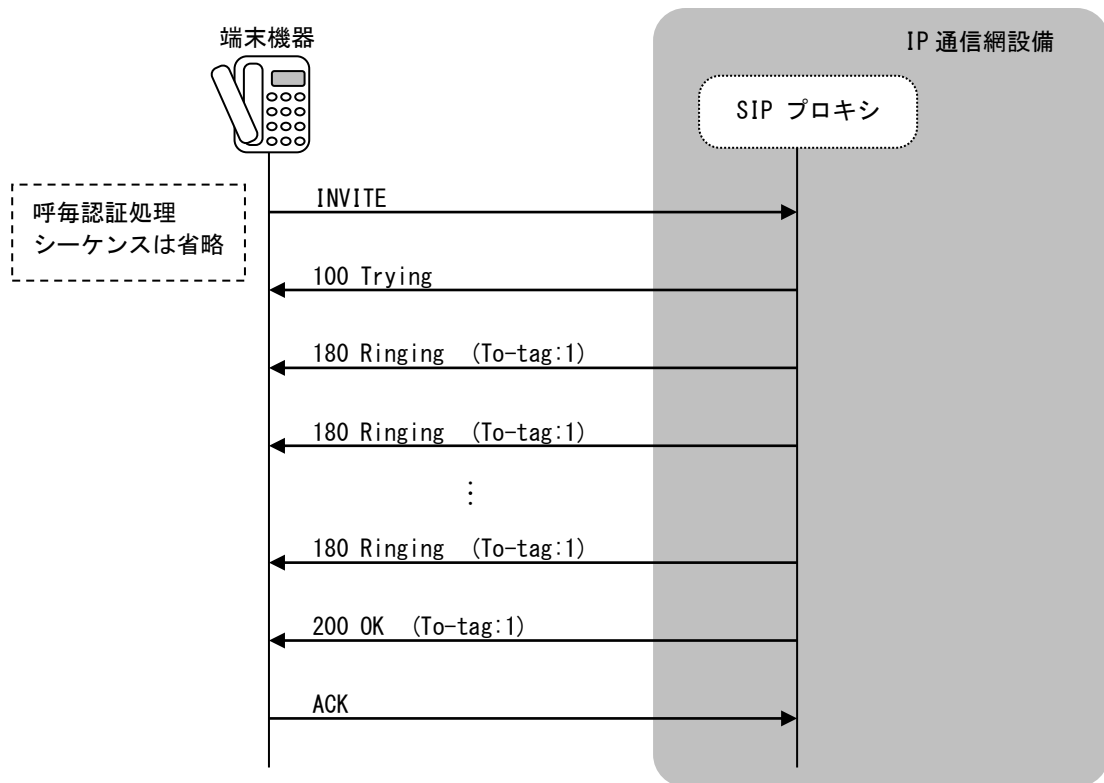 端末機器
IP 通信網設備
SIP プロキシ
呼毎認証処理
シーケンスは省略
INVITE
100 Trying
180 Ringing (To-tag:1)
180 Ringing (To-tag:1)
⋮
180 Ringing (To-tag:1)
200 OK (To-tag:1)
ACK